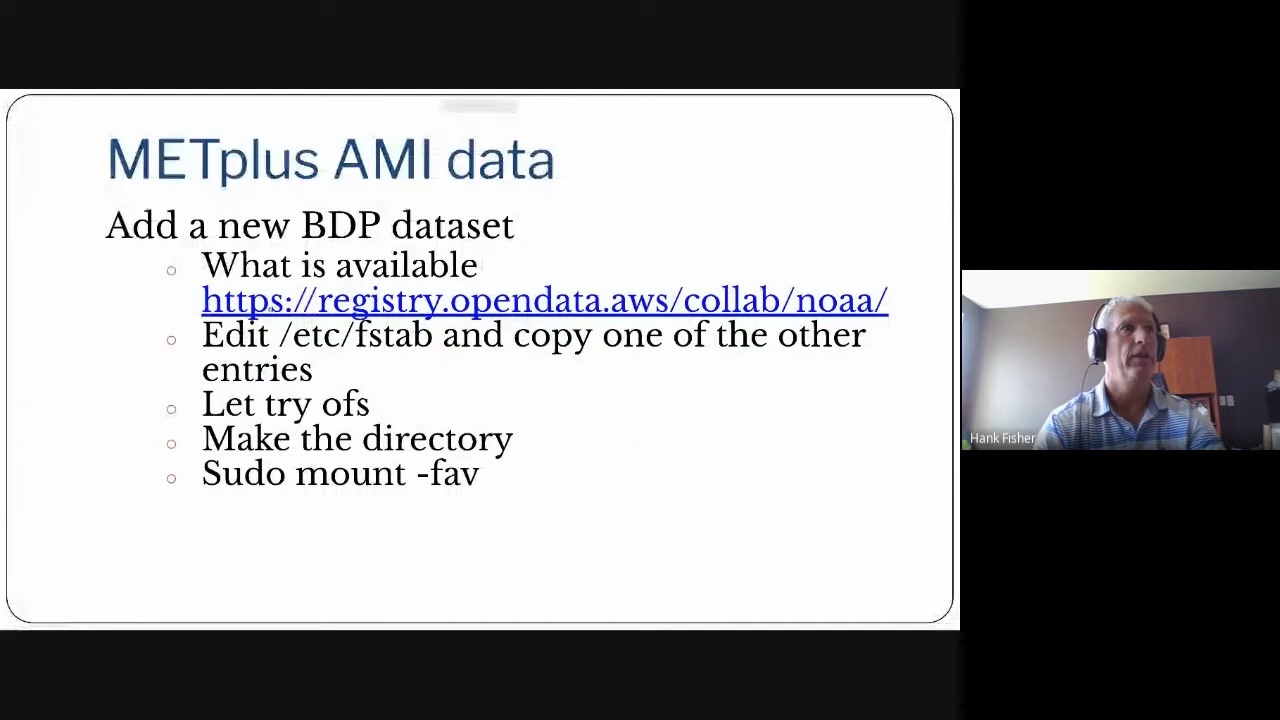 METplus AMI data
Add a new BDP dataset
What is available
https://registry.opendata.aws/collab/noaa/
Edit /etc/fstab and copy one of the other
entries
Let try ofs
Make the directory
Sudo mount -fav
Hank Fisher